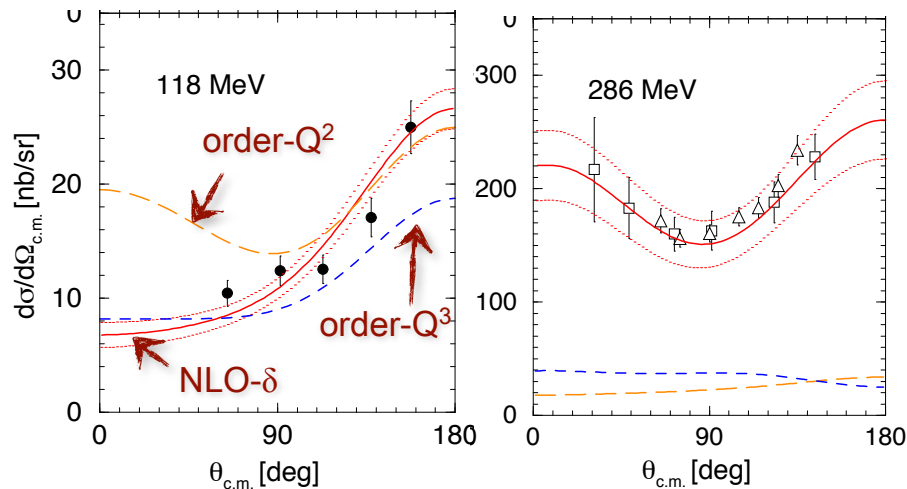 30
20
10
0
dσ/dΩc.m. [nb/sr]
118 MeV
order-Q²
order-Q³
NLO-δ
0
90
180
θc.m. [deg]
300
200
100
0
286 MeV
0
90
180
θc.m. [deg]